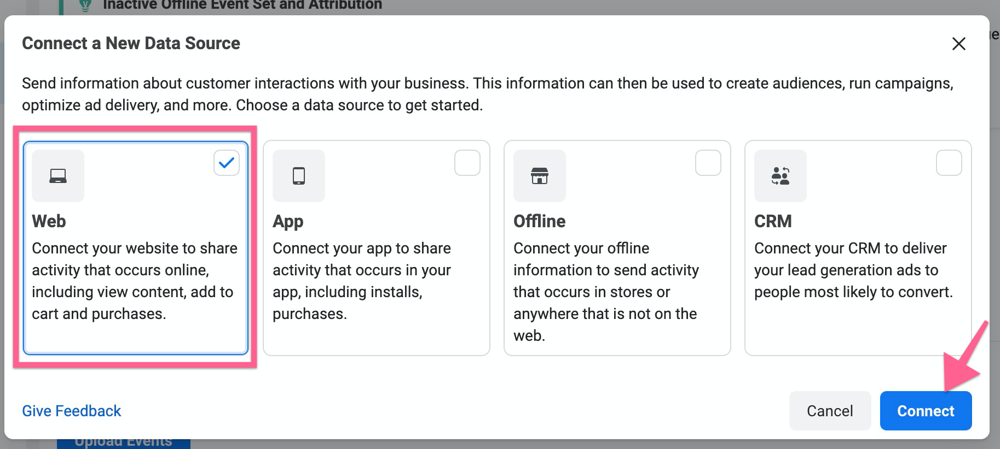 Inactive Offline Event Set and Attribution
Connect a New Data Source
Send information about customer interactions with your business. This information can then be used to create audiences, run campaigns,
optimize ad delivery, and more. Choose a data source to get started.
Web
Connect your website to share
activity that occurs online,
including view content, add to
cart and purchases.
App
Connect your app to share
activity that occurs in your
app, including installs,
purchases.
Offline
Connect your offline
information to send activity
that occurs in stores or
anywhere that is not on the
web.
CRM
Connect your CRM to deliver
your lead generation ads to
people most likely to convert.
Give Feedback
Cancel
Connect
Upload Events